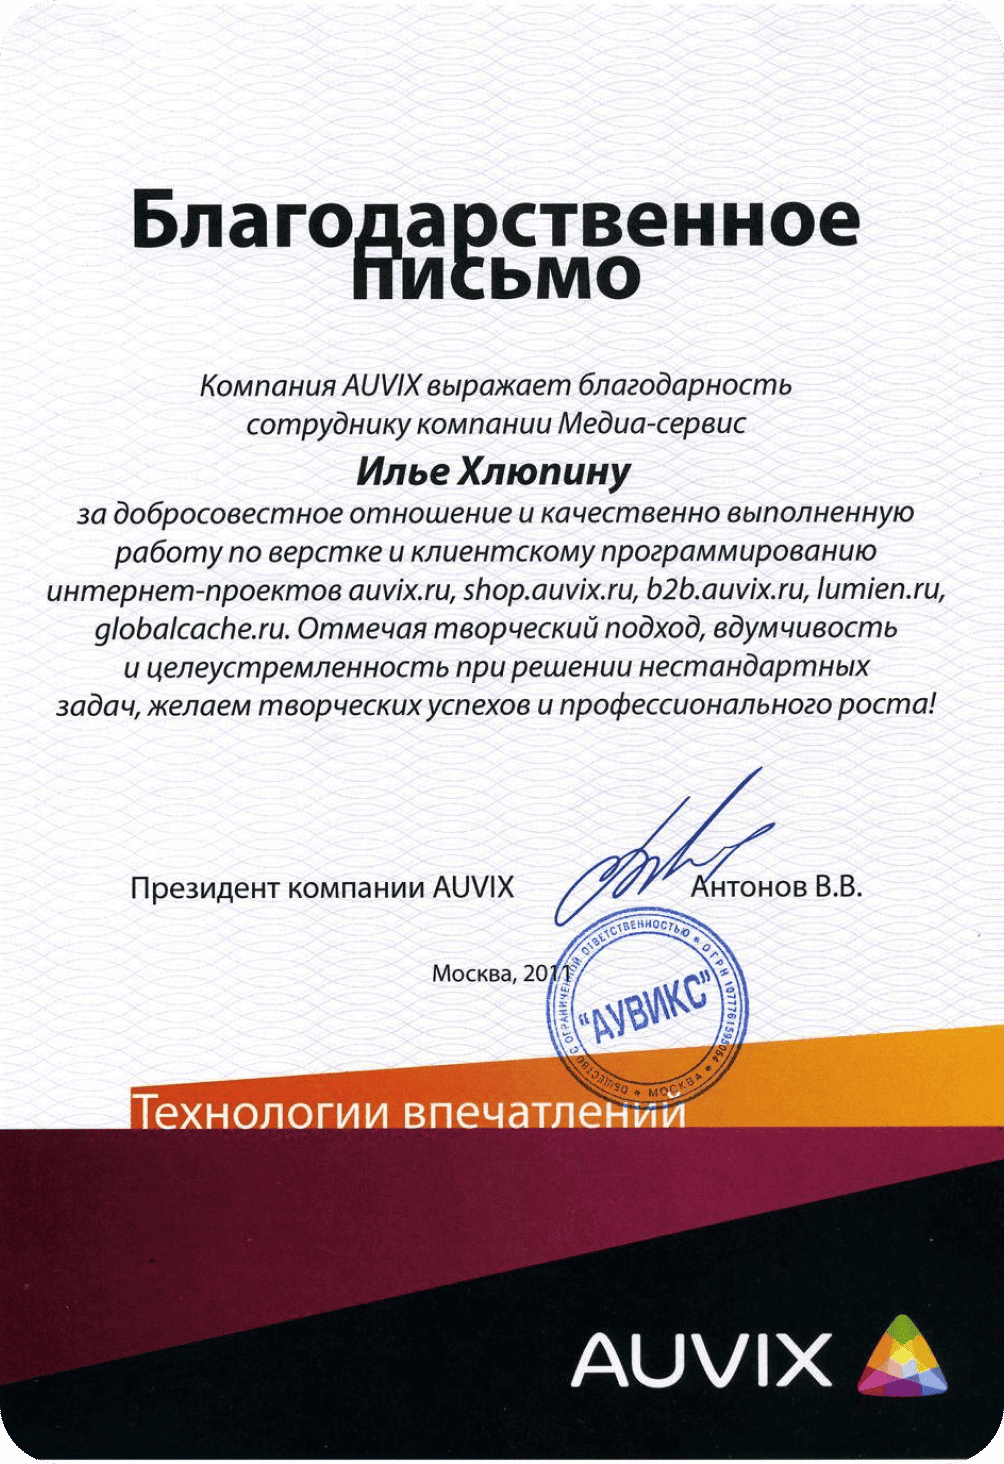 Благодарственное
письмо
Компания AUVIX выражает благодарность
сотруднику компании Медиа-сервис
Илье Хлюпину
за добросовестное отношение и качественно выполненную
работу по верстке и клиентскому программированию
интернет-проектов auvix.ru, shop.auvix.ru, b2b.auvix.ru, lumien.ru,
globalcache.ru. Отмечая творческий подход, вдумчивость
и целеустремленность при решении нестандартных
задач, желаем творческих успехов и профессионального роста!
Президент компании AUVIX
Антонов В.В.
Москва, 2011
ОБЩЕСТВО С ОГРАНИЧЕННОЙ ОТВЕТСТВЕННОСТЬЮ * ОГРН 1077761595064 * МОСКВА *
"АУВИКС"
Технологии впечатлений
AUVIX